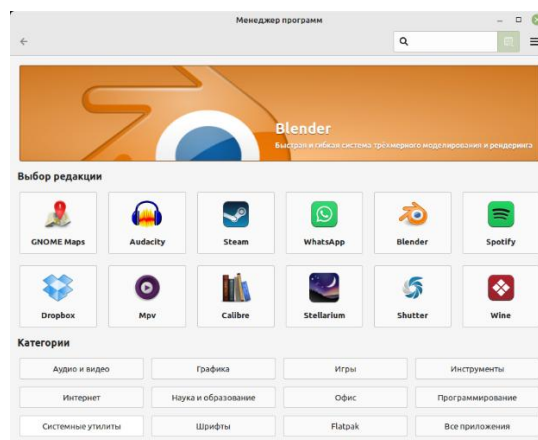 Менеджер программ
Blender
Быстрая и гибкая система трёхмерного моделирования и рендеринга
Выбор редакции
GNOME Maps Audacity Steam WhatsApp Blender Spotify
Dropbox Mpv Calibre Stellarium Shutter Wine
Категории
Аудио и видео Графика Игры Инструменты
Интернет Наука и образование Офис Программирование
Системные утилиты Шрифты Flatpak Все приложения